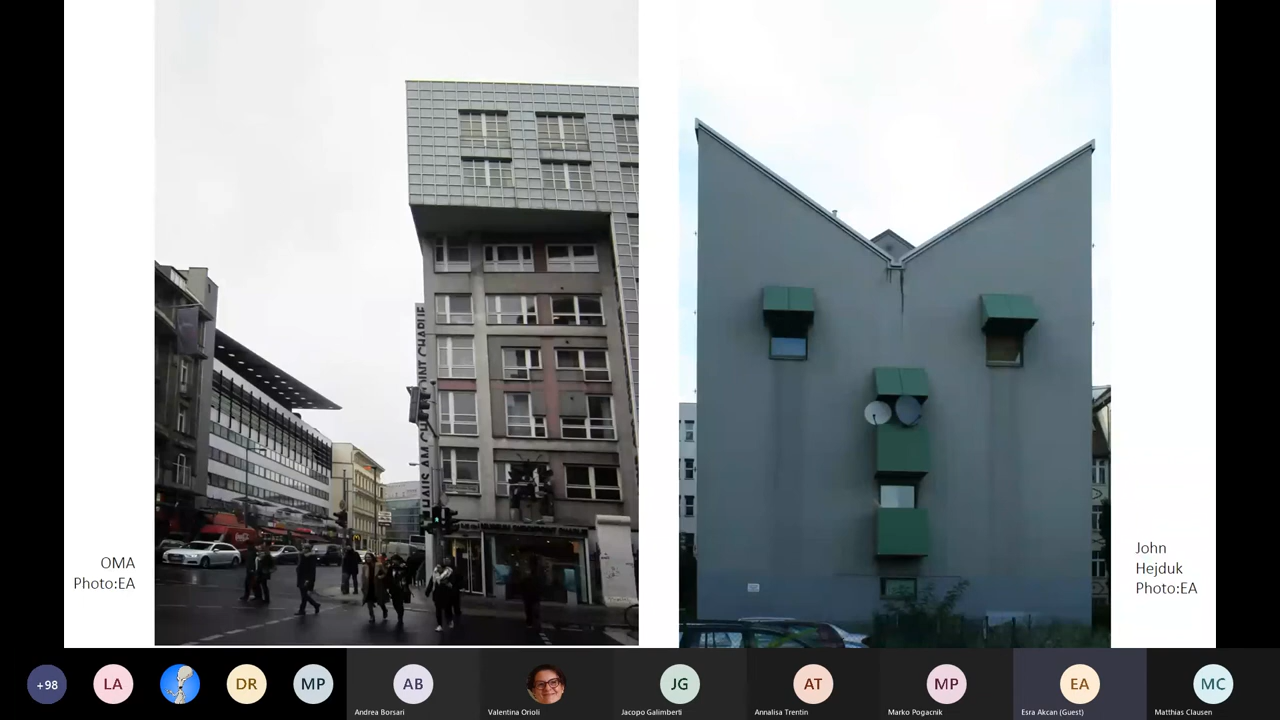 OMA
Photo:EA
John
Hejduk
Photo:EA
+98
LA
DR
MP
AB
Andrea Borsari
Valentina Orioli
JG
Jacopo Galimberti
AT
Annalisa Trentin
MP
Marko Pogacnik
EA
Esra Akcan (Guest)
MC
Matthias Clausen